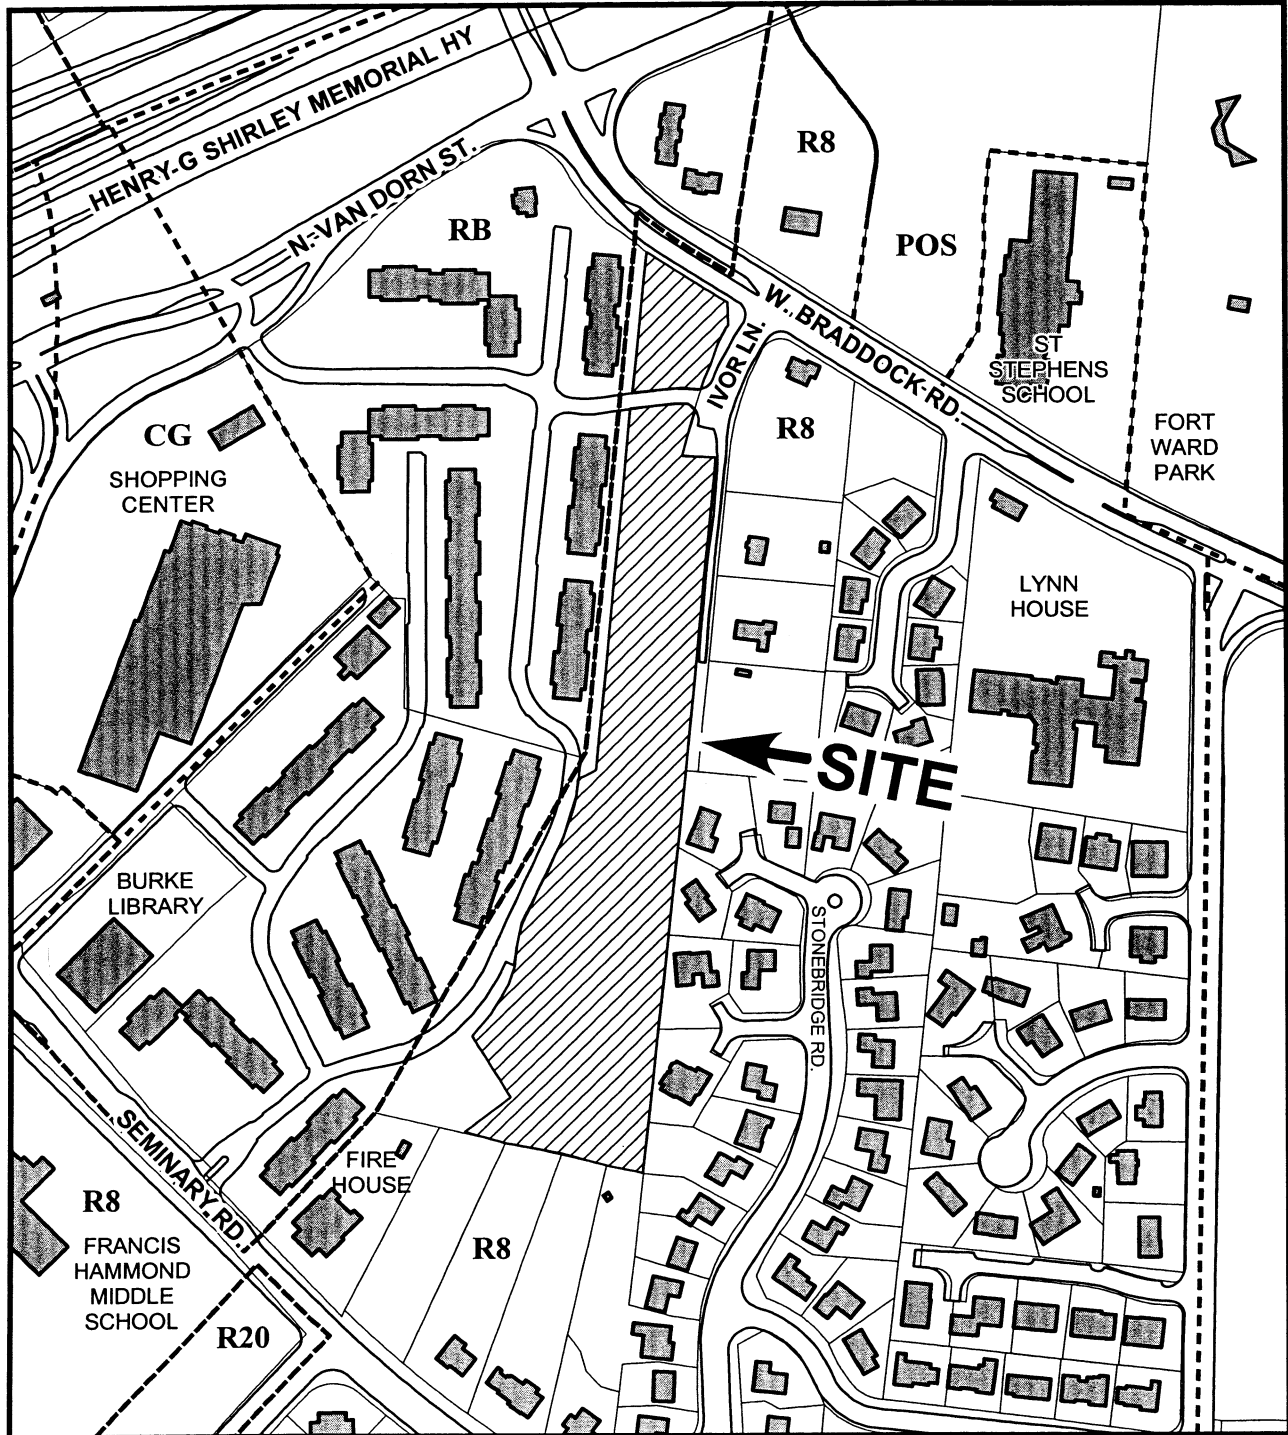 HENRY G SHIRLEY MEMORIAL HY
N. VAN DORN ST.
R8
RB
POS
W. BRADDOCK RD.
IVOR LN.
ST
STEPHENS
SCHOOL
R8
CG
SHOPPING
CENTER
FORT
WARD
PARK
LYNN
HOUSE
SITE
BURKE
LIBRARY
STONEBRIDGE RD.
SEMINARY RD.
FIRE
HOUSE
R8
FRANCIS
HAMMOND
MIDDLE
SCHOOL
R8
R20